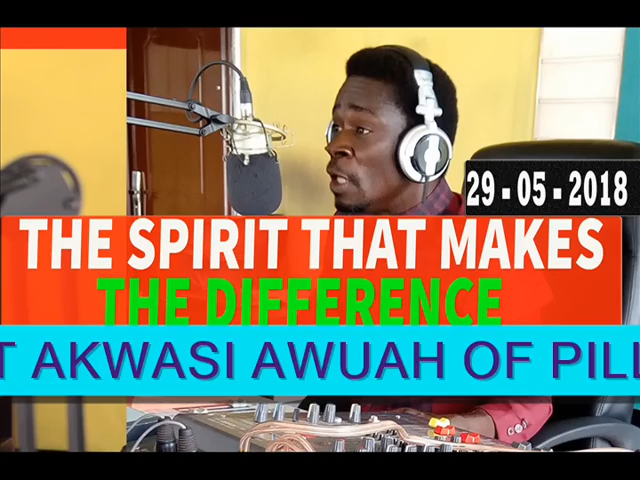 29 - 05 - 2018
THE SPIRIT THAT MAKES
THE DIFFERENCE
AKWASI AWUAH OF